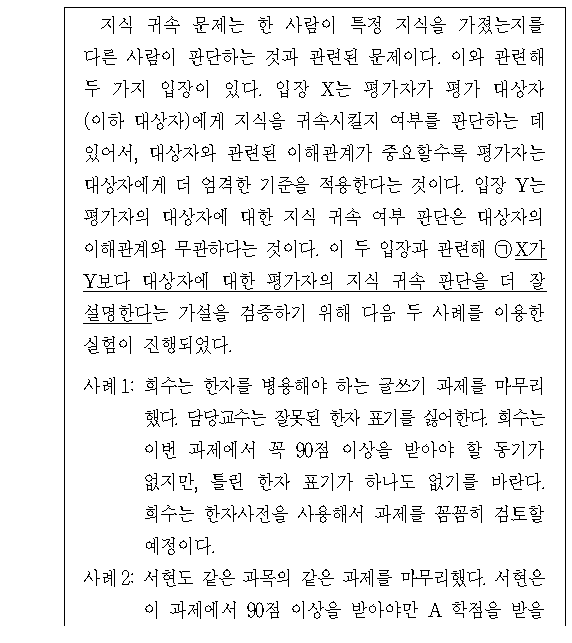 지식 귀속 문제는 한 사람이 특정 지식을 가졌는지를
다른 사람이 판단하는 것과 관련된 문제이다. 이와 관련해
두 가지 입장이 있다. 입장 X는 평가자가 평가 대상자
(이하 대상자)에게 지식을 귀속시킬지 여부를 판단하는 데
있어서, 대상자와 관련된 이해관계가 중요할수록 평가자는
대상자에게 더 엄격한 기준을 적용한다는 것이다. 입장 Y는
평가자의 대상자에 대한 지식 귀속 여부 판단은 대상자의
이해관계와 무관하다는 것이다. 이 두 입장과 관련해 ㉠X가
Y보다 대상자에 대한 평가자의 지식 귀속 판단을 더 잘
설명한다는 가설을 검증하기 위해 다음 두 사례를 이용한
실험이 진행되었다.
사례 1: 희수는 한자를 병용해야 하는 글쓰기 과제를 마무리
했다. 담당교수는 잘못된 한자 표기를 싫어한다. 희수는
이번 과제에서 꼭 90점 이상을 받아야 할 동기가
없지만, 틀린 한자 표기가 하나도 없기를 바란다.
희수는 한자사전을 사용해서 과제를 꼼꼼히 검토할
예정이다.
사례 2: 서현도 같은 과목의 같은 과제를 마무리했다. 서현은
이 과제에서 90점 이상을 받아야만 A 학점을 받을